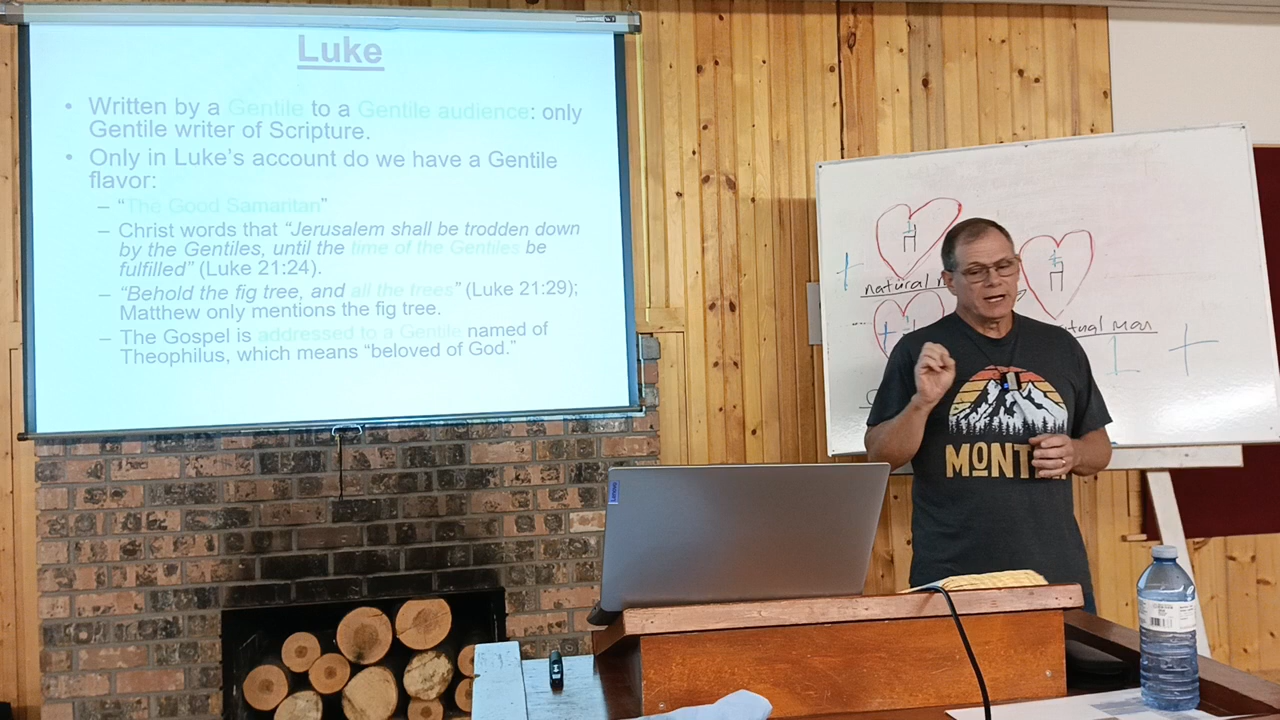 Luke
• Written by a Gentile to a Gentile audience: only
Gentile writer of Scripture.
• Only in Luke's account do we have a Gentile
flavor:
– "The Good Samaritan"
– Christ words that "Jerusalem shall be trodden down
by the Gentiles, until the time of the Gentiles be
fulfilled" (Luke 21:24).
– "Behold the fig tree, and all the trees" (Luke 21:29);
Matthew only mentions the fig tree.
– The Gospel is addressed to a Gentile named of
Theophilus, which means "beloved of God."
natural
man
MONT
Lenovo